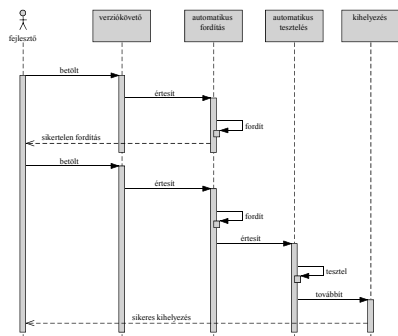 fejlesztő
verziókövető
automatikus
fordítás
automatikus
tesztelés
kihelyezés
betölt
értesít
fordít
sikertelen fordítás
betölt
értesít
fordít
értesít
tesztel
továbbít
sikeres kihelyezés